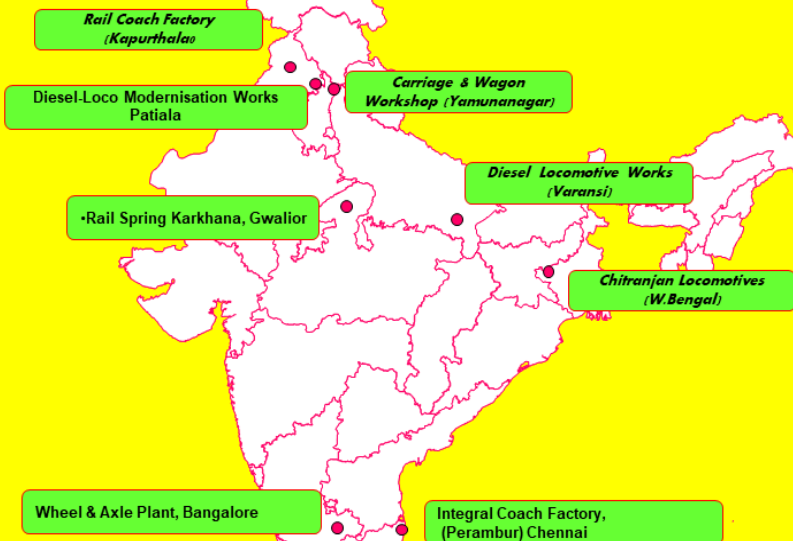 Rail Coach Factory
(Kapurthala0
Diesel-Loco Modernisation Works
Patiala
Carriage & Wagon
Workshop (Yamunanagar)
Diesel Locomotive Works
(Varansi)
•Rail Spring Karkhana, Gwalior
Chitranjan Locomotives
(W.Bengal)
Wheel & Axle Plant, Bangalore
Integral Coach Factory,
(Perambur) Chennai